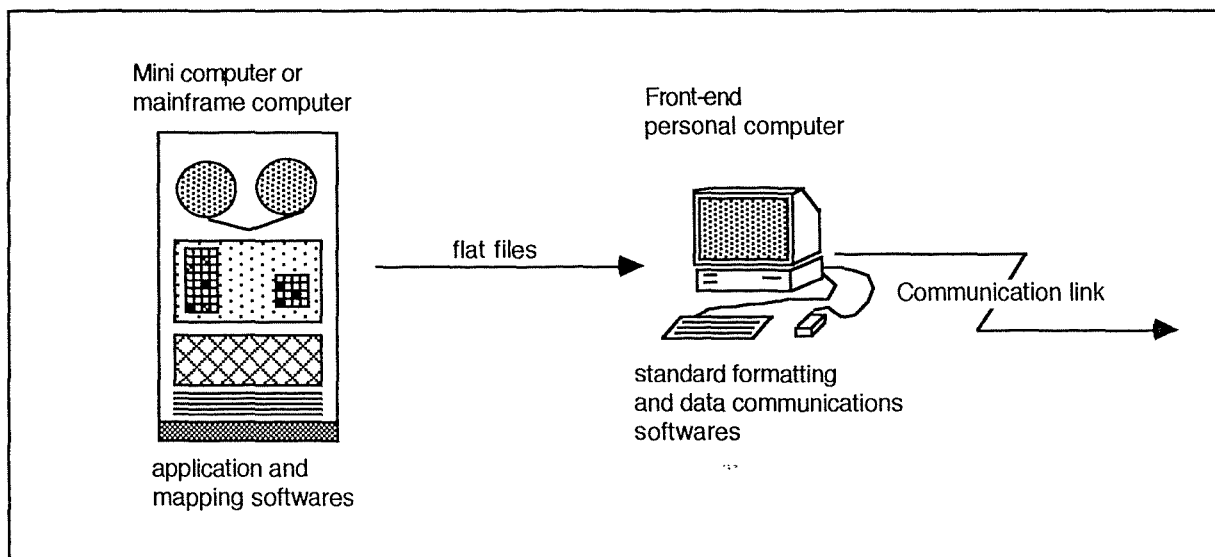 Mini computer or
mainframe computer
Front-end
personal computer
flat files
Communication link
standard formatting
and data communications
softwares
application and
mapping softwares